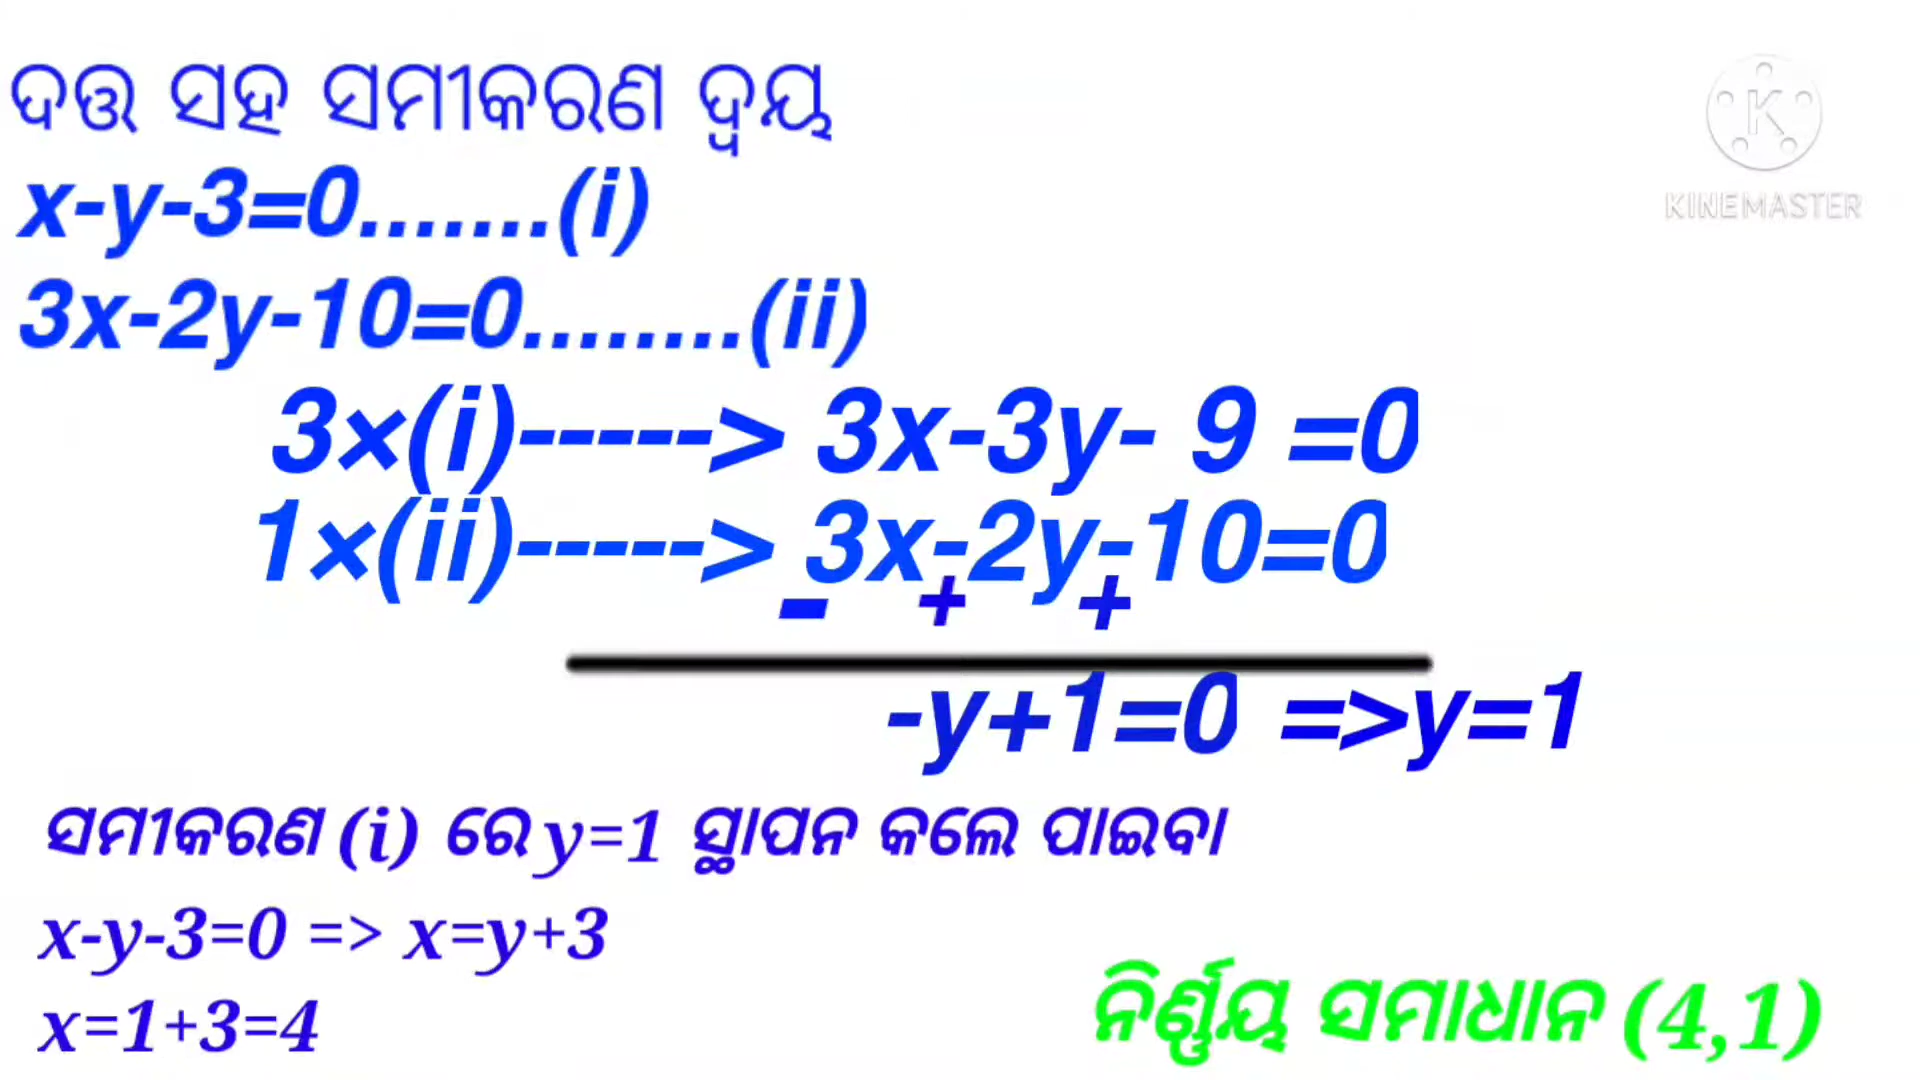 ଦତ୍ତ ସହ ସମୀକରଣ ଦ୍ୱୟ
x-y-3=0.......(i)
3x-2y-10=0........(ii)
3×(i)-----> 3x-3y- 9 =0
1×(ii)-----> 3x-2y-10=0
- + +
-y+1=0 =>y=1
ସମୀକରଣ (i) ରେ y=1 ସ୍ଥାପନ କଲେ ପାଇବା
x-y-3=0 => x=y+3
x=1+3=4
ନିର୍ଣ୍ଣୟ ସମାଧାନ (4,1)
K
KINEMASTER